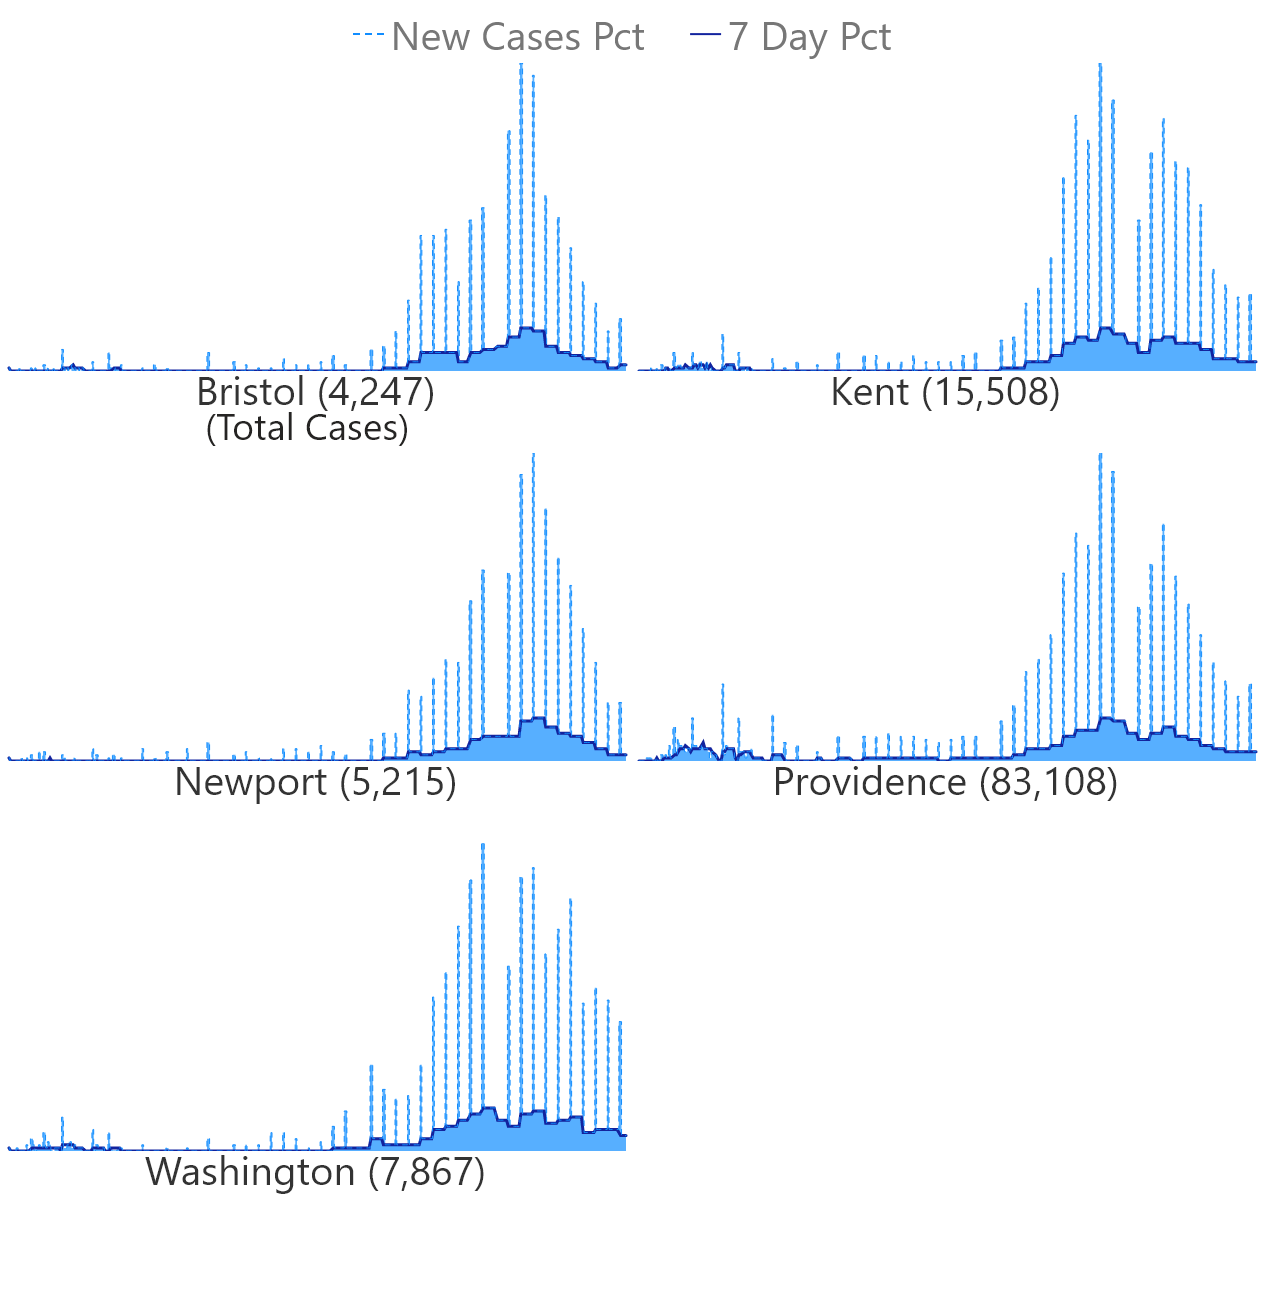 New Cases Pct 7 Day Pct
Bristol (4,247) Kent (15,508)
(Total Cases)
Newport (5,215) Providence (83,108)
Washington (7,867)